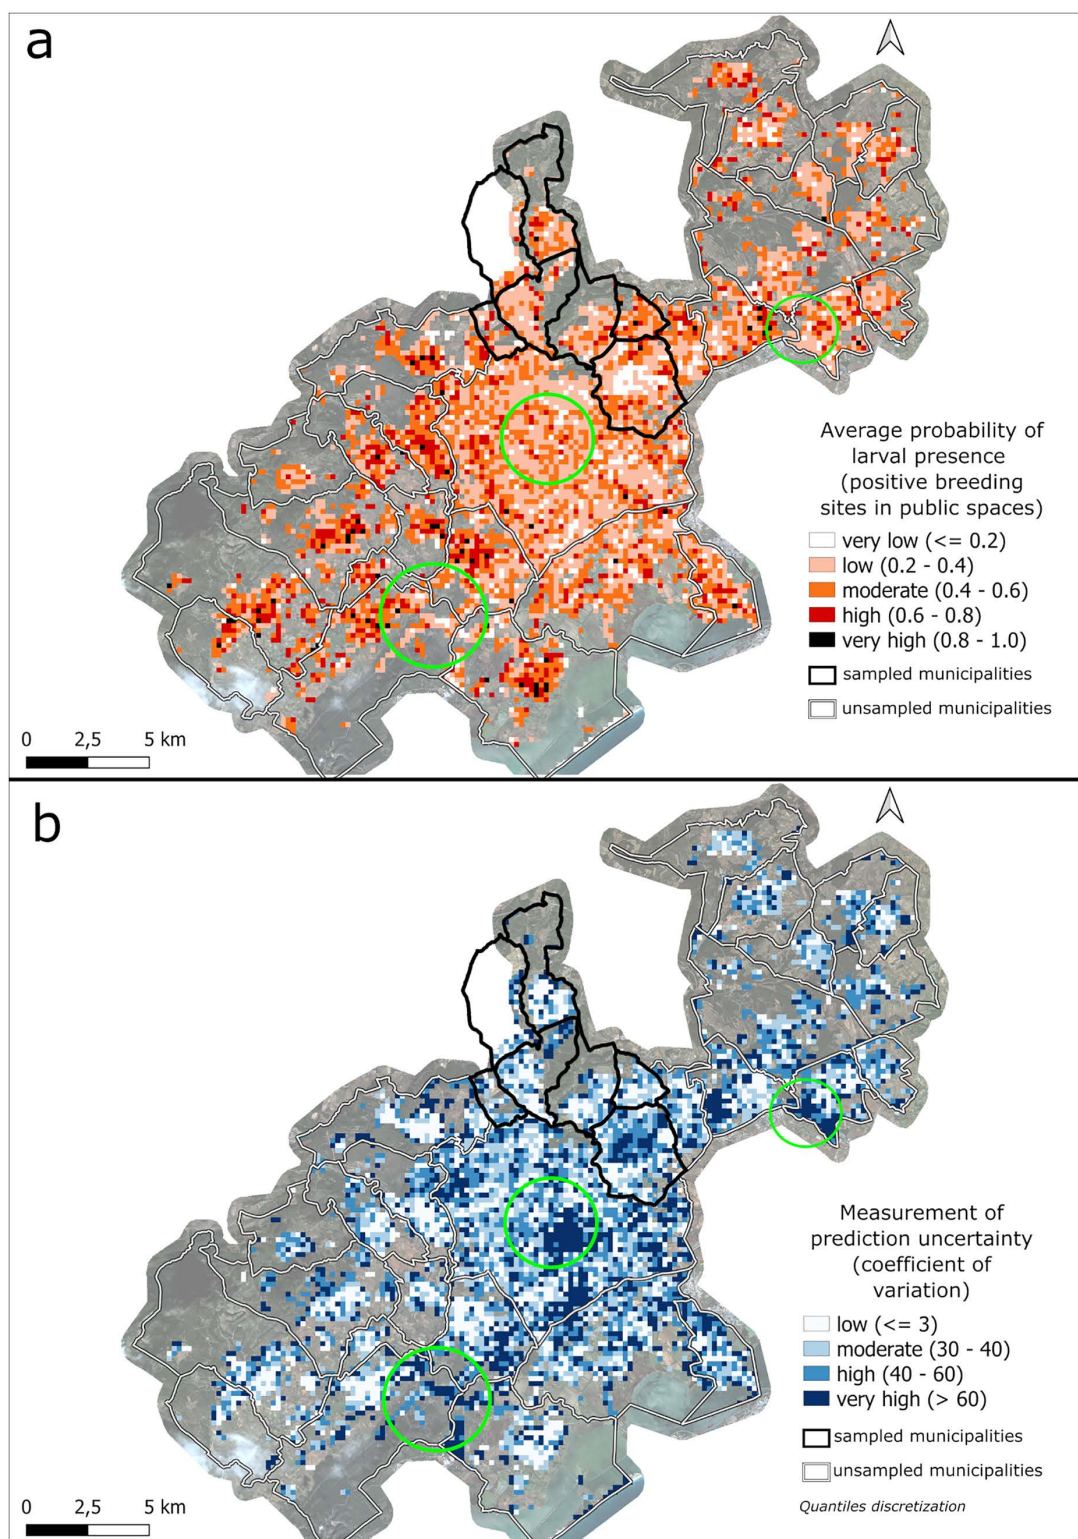 a
Average probability of
larval presence
(positive breeding
sites in public spaces)
very low (<= 0.2)
low (0.2 - 0.4)
moderate (0.4 - 0.6)
high (0.6 - 0.8)
very high (0.8 - 1.0)
sampled municipalities
unsampled municipalities
0 2,5 5 km
b
Measurement of
prediction uncertainty
(coefficient of
variation)
low (<= 3)
moderate (30 - 40)
high (40 - 60)
very high (> 60)
sampled municipalities
unsampled municipalities
Quantiles discretization
0 2,5 5 km